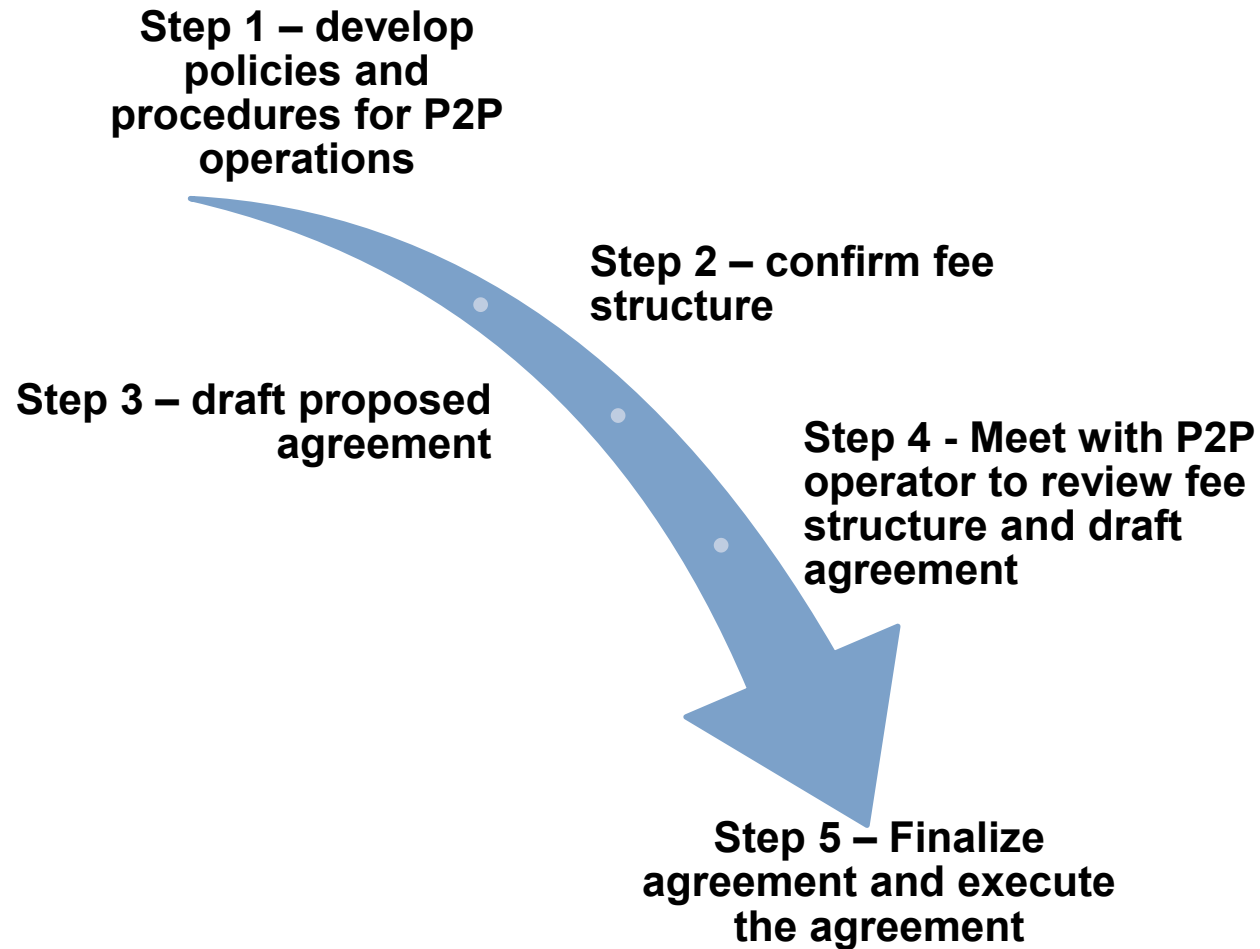 Step 1 – develop
policies and
procedures for P2P
operations
Step 2 – confirm fee
structure
Step 3 – draft proposed
agreement
Step 4 - Meet with P2P
operator to review fee
structure and draft
agreement
Step 5 – Finalize
agreement and execute
the agreement